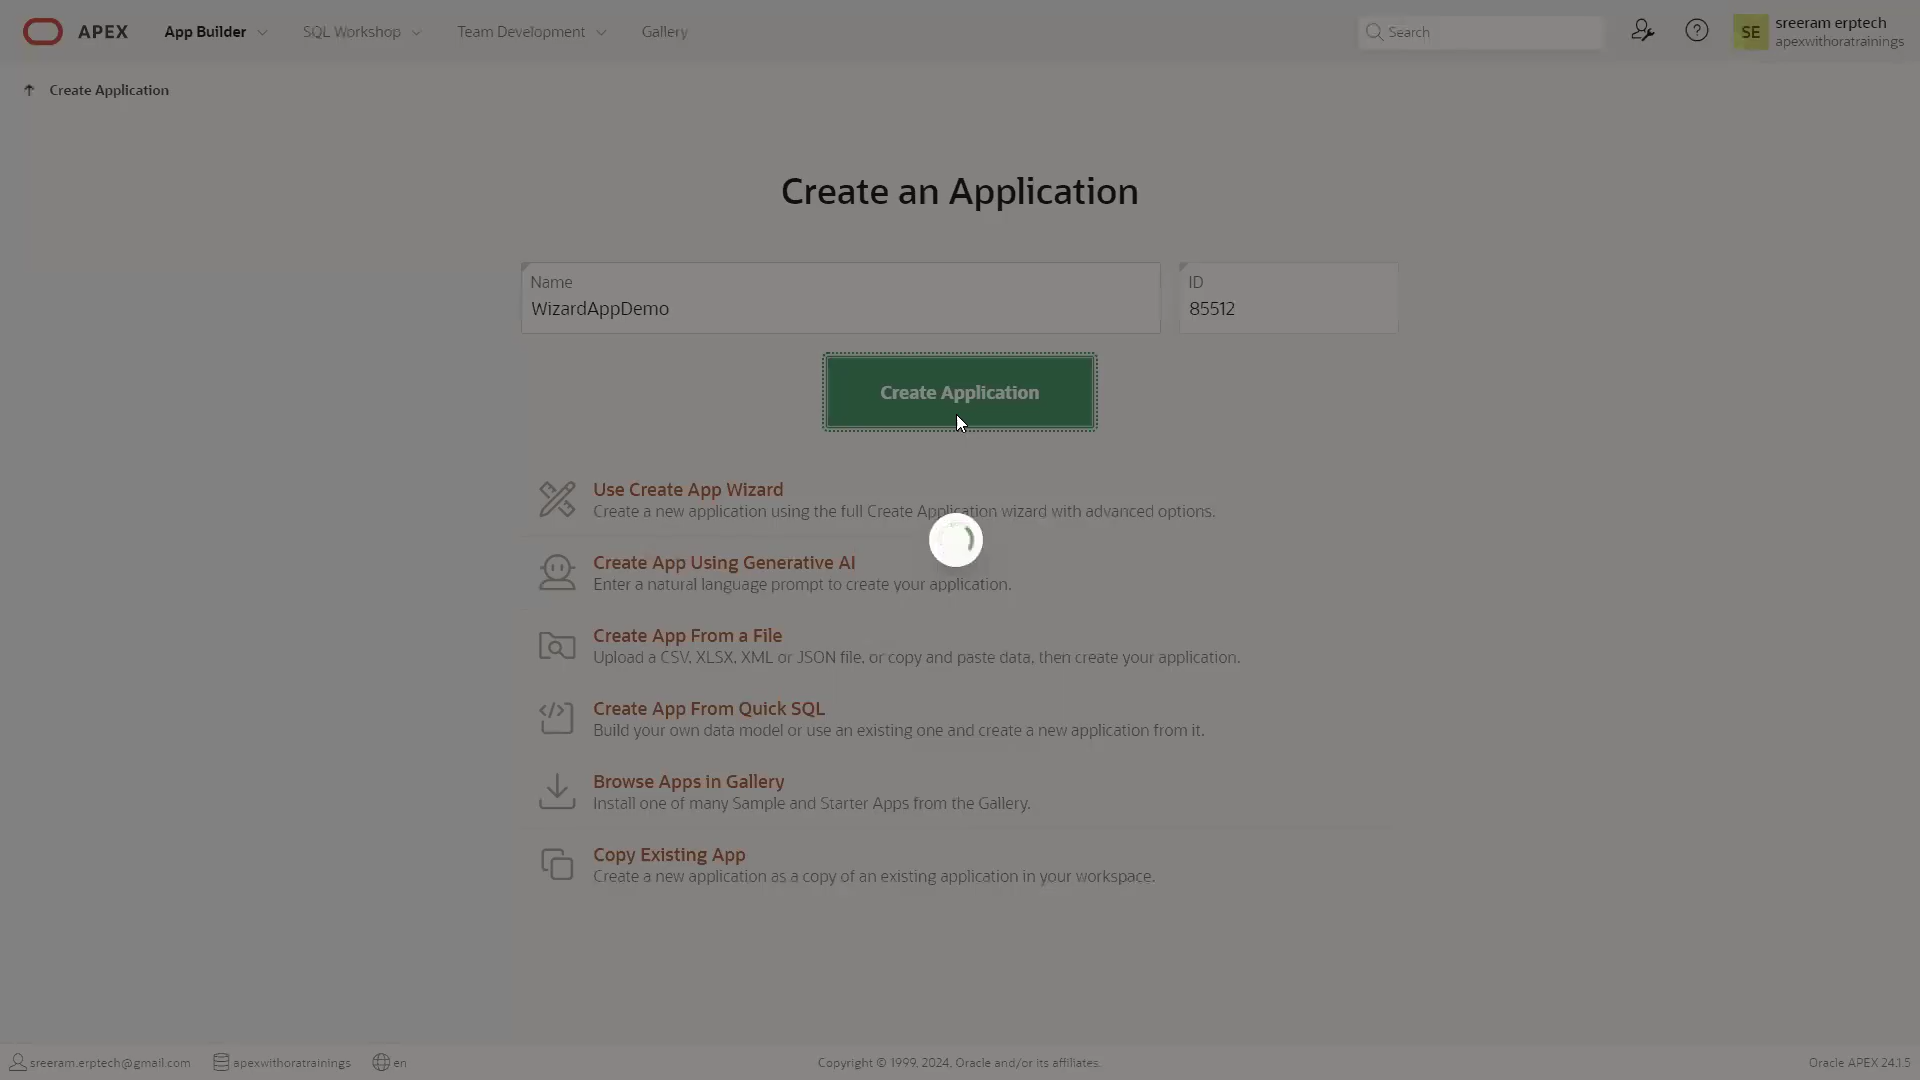 APEX App Builder SQL Workshop Team Development Gallery Search SE sreeram erptech
apexwithoratrainings
Create Application
Create an Application
Name ID
WizardAppDemo 85512
Create Application
Use Create App Wizard
Create a new application using the full Create Application wizard with advanced options.
Create App Using Generative AI
Enter a natural language prompt to create your application.
Create App From a File
Upload a CSV, XLSX, XML or JSON file, or copy and paste data, then create your application.
Create App From Quick SQL
Build your own data model or use an existing one and create a new application from it.
Browse Apps in Gallery
Install one of many Sample and Starter Apps from the Gallery.
Copy Existing App
Create a new application as a copy of an existing application in your workspace.
sreeram.erptech@gmail.com apexwithoratrainings en Copyright © 1999, 2024, Oracle and/or its affiliates. Oracle APEX 24.1.5